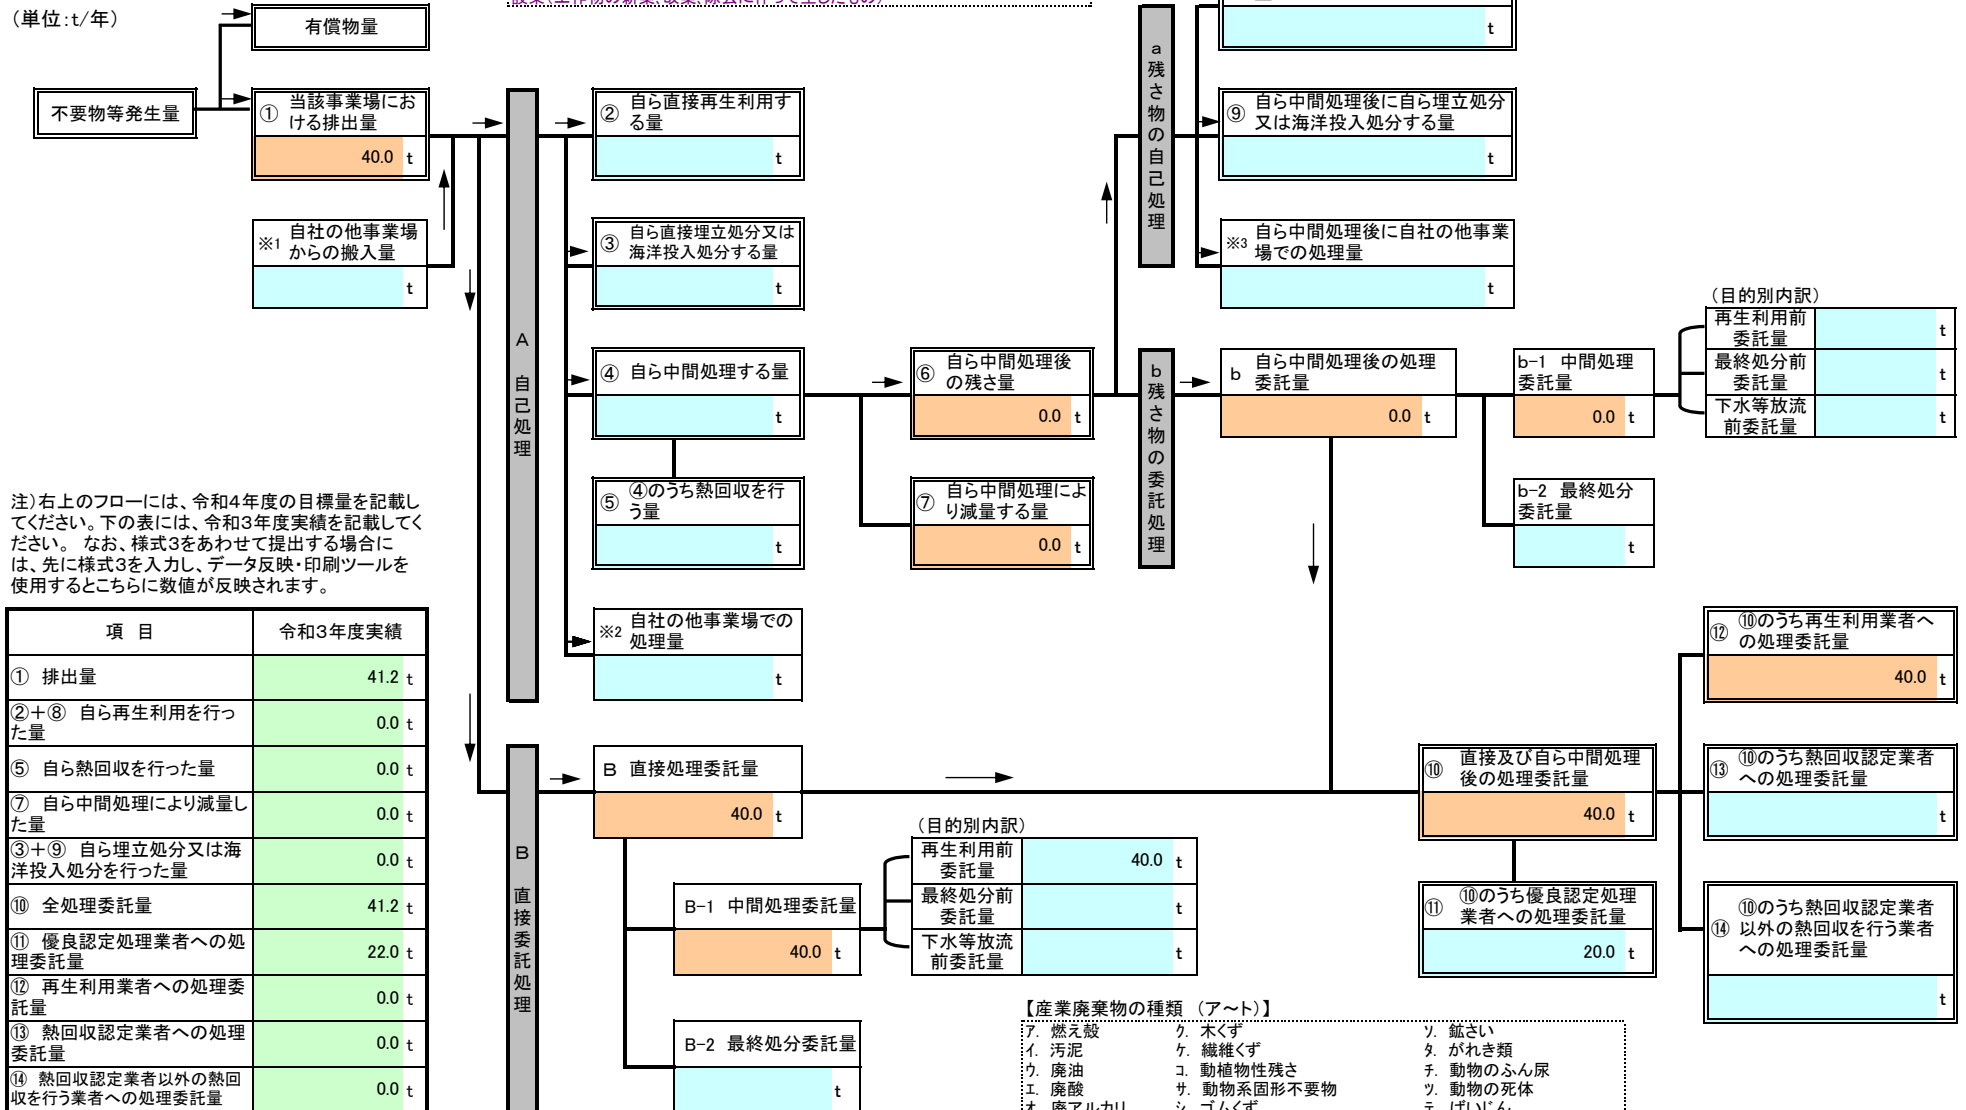 （単位:t/年）
有償物量
不要物等発生量
① 当該事業場にお
ける排出量
40.0 t
※1 自社の他事業場
からの搬入量
t
A 自己処理
② 自ら直接再生利用す
る量
t
③ 自ら直接埋立処分又は
海洋投入処分する量
t
④ 自ら中間処理する量
t
⑤ ④のうち熱回収を行
う量
t
※2 自社の他事業場での
処理量
t
⑥ 自ら中間処理後
の残さ量
0.0 t
⑦ 自ら中間処理によ
り減量する量
0.0 t
a 残さ物の自己処理
t
⑨ 自ら中間処理後に自ら埋立処分
又は海洋投入処分する量
t
※3 自ら中間処理後に自社の他事業
場での処理量
t
b 残さ物の委託処理
b 自ら中間処理後の処理
委託量
0.0 t
b-1 中間処理
委託量
0.0 t
b-2 最終処分
委託量
t
（目的別内訳）
再生利用前
委託量
t
最終処分前
委託量
t
下水等放流
前委託量
t
注）右上のフローには、令和4年度の目標量を記載し
てください。下の表には、令和3年度実績を記載してく
ださい。 なお、様式3をあわせて提出する場合に
は、先に様式3を入力し、データ反映・印刷ツールを
使用するとこちらに数値が反映されます。
項 目 令和3年度実績
① 排出量 41.2 t
②＋⑧ 自ら再生利用を行っ
た量 0.0 t
⑤ 自ら熱回収を行った量 0.0 t
⑦ 自ら中間処理により減量し
た量 0.0 t
③＋⑨ 自ら埋立処分又は海
洋投入処分を行った量 0.0 t
⑩ 全処理委託量 41.2 t
⑪ 優良認定処理業者への処
理委託量 22.0 t
⑫ 再生利用業者への処理委
託量 0.0 t
⑬ 熱回収認定業者への処理
委託量 0.0 t
⑭ 熱回収認定業者以外の熱回
収を行う業者への処理委託量 0.0 t
B 直接委託処理
B 直接処理委託量
40.0 t
B-1 中間処理委託量
40.0 t
B-2 最終処分委託量
t
（目的別内訳）
再生利用前
委託量 40.0 t
最終処分前
委託量 t
下水等放流
前委託量 t
⑩ 直接及び自ら中間処理
後の処理委託量
40.0 t
⑪ ⑩のうち優良認定処理
業者への処理委託量
20.0 t
⑫ ⑩のうち再生利用業者へ
の処理委託量
40.0 t
⑬ ⑩のうち熱回収認定業者
への処理委託量
t
⑭ ⑩のうち熱回収認定業者
以外の熱回収を行う業者
への処理委託量
t
【産業廃棄物の種類 （ア～ト）】
ｱ. 燃え殻 ｸ. 木くず ｿ. 鉱さい
ｲ. 汚泥 ｹ. 繊維くず ﾀ. がれき類
ｳ. 廃油 ｺ. 動植物性残さ ﾁ. 動物のふん尿
ｴ. 廃酸 ｻ. 動物系固形不要物 ﾂ. 動物の死体
ｵ. 廃アルカリ ｼ. ゴムくず ﾃ. ばいじん